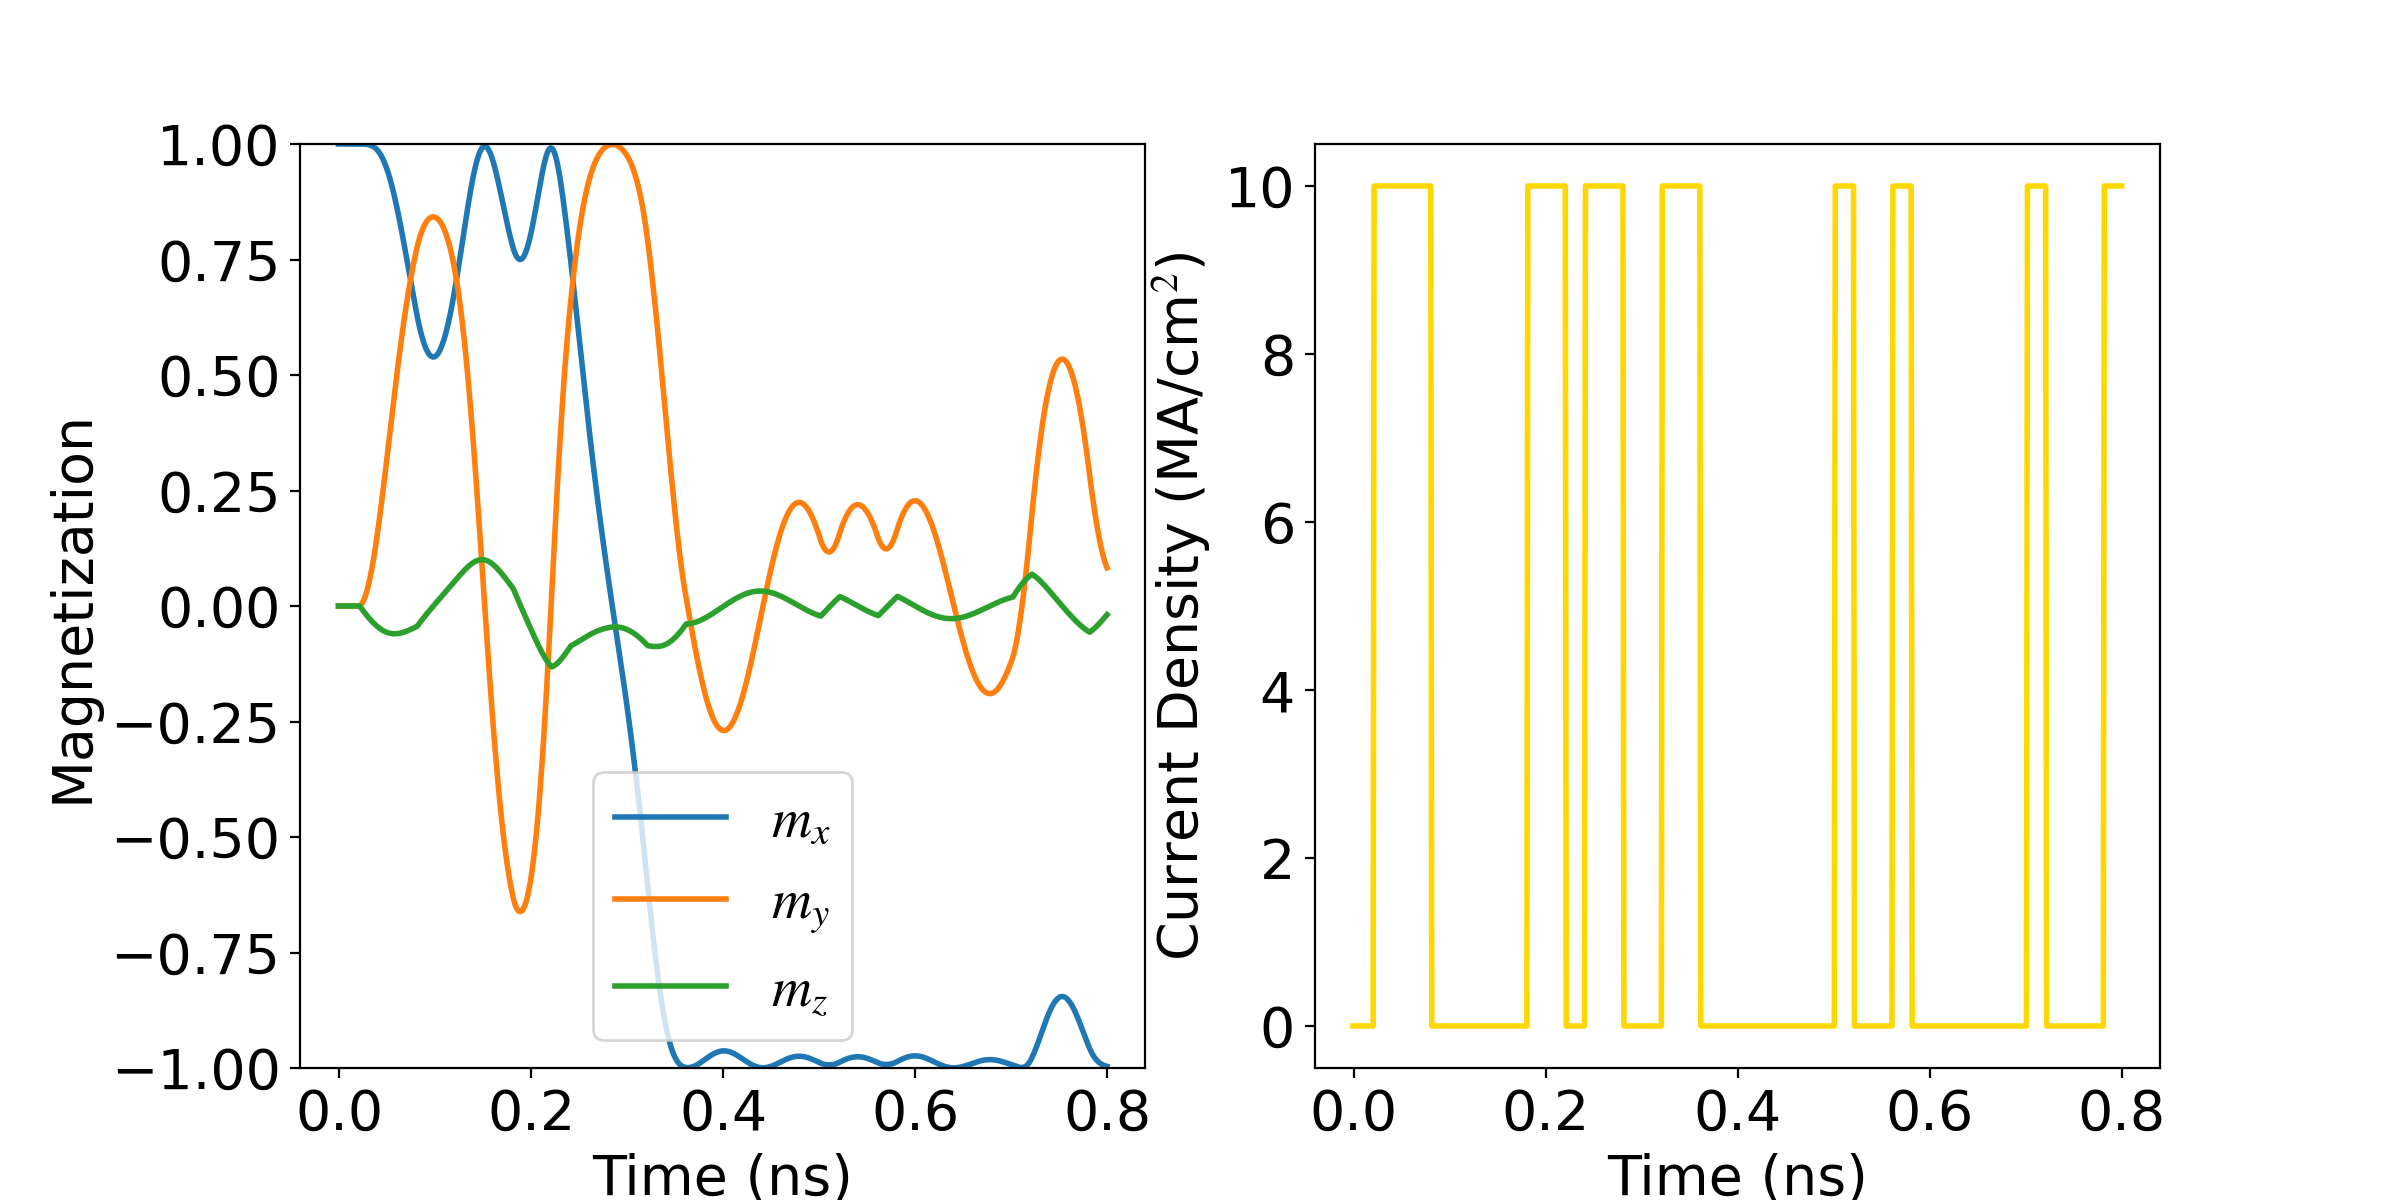 1.00
0.75
0.50
0.25
0.00
−0.25
−0.50
−0.75
−1.00
Magnetization
m_x
m_y
m_z
0.0 0.2 0.4 0.6 0.8
Time (ns)
10
8
6
4
2
0
Current Density (MA/cm²)
0.0 0.2 0.4 0.6 0.8
Time (ns)